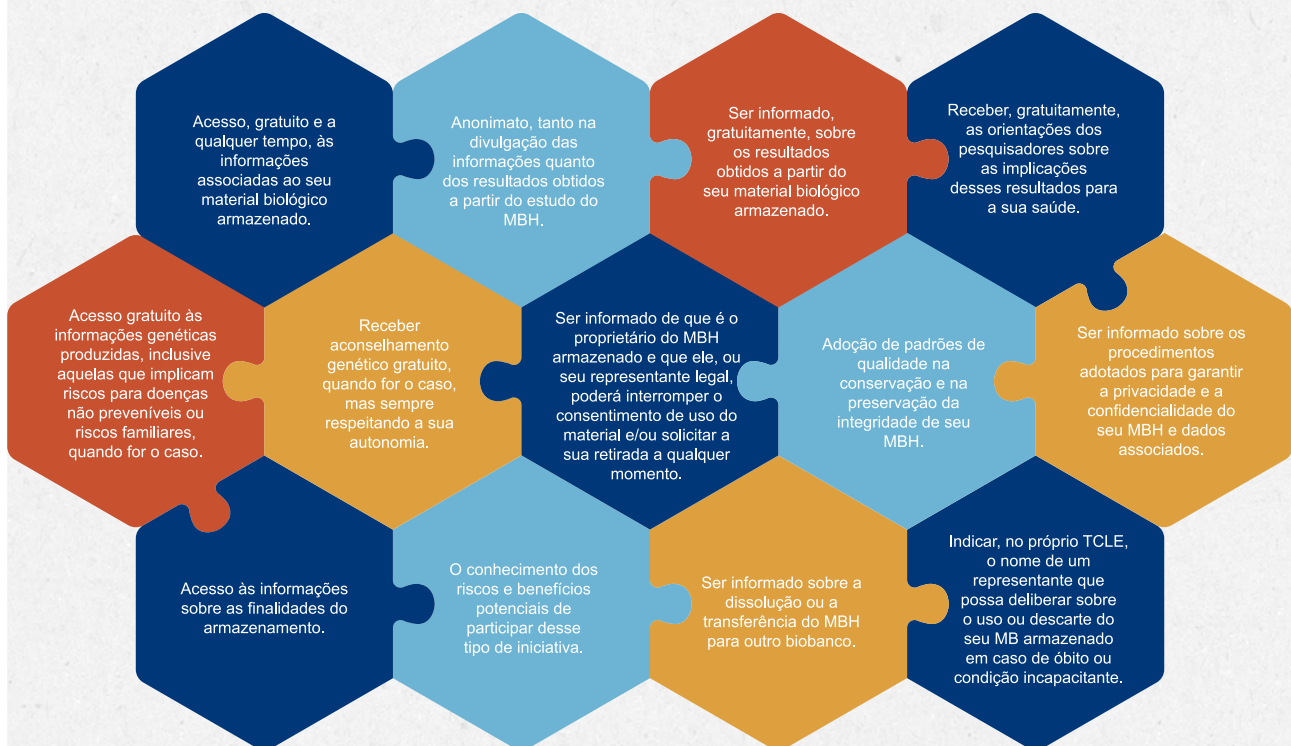 Acesso, gratuito e a
qualquer tempo, às
informações
associadas ao seu
material biológico
armazenado.
Anonimato, tanto na
divulgação das
informações quanto
dos resultados obtidos
a partir do estudo do
MBH.
Ser informado,
gratuitamente, sobre
os resultados
obtidos a partir do
seu material biológico
armazenado.
Receber, gratuitamente,
as orientações dos
pesquisadores sobre
as implicações
desses resultados para
a sua saúde.
Acesso gratuito às
informações genéticas
produzidas, inclusive
aquelas que implicam
riscos para doenças
não preveníveis ou
riscos familiares,
quando for o caso.
Receber
aconselhamento
genético gratuito,
quando for o caso,
mas sempre
respeitando a sua
autonomia.
Ser informado de que é o
proprietário do MBH
armazenado e que ele, ou
seu representante legal,
poderá interromper o
consentimento de uso do
material e/ou solicitar a
sua retirada a qualquer
momento.
Adoção de padrões de
qualidade na
conservação e na
preservação da
integridade de seu
MBH.
Ser informado sobre os
procedimentos
adotados para garantir
a privacidade e a
confidencialidade do
seu MBH e dados
associados.
Acesso às informações
sobre as finalidades do
armazenamento.
O conhecimento dos
riscos e benefícios
potenciais de
participar desse
tipo de iniciativa.
Ser informado sobre a
dissolução ou a
transferência do MBH
para outro biobanco.
Indicar, no próprio TCLE,
o nome de um
representante que
possa deliberar sobre
o uso ou descarte do
seu MB armazenado
em caso de óbito ou
condição incapacitante.